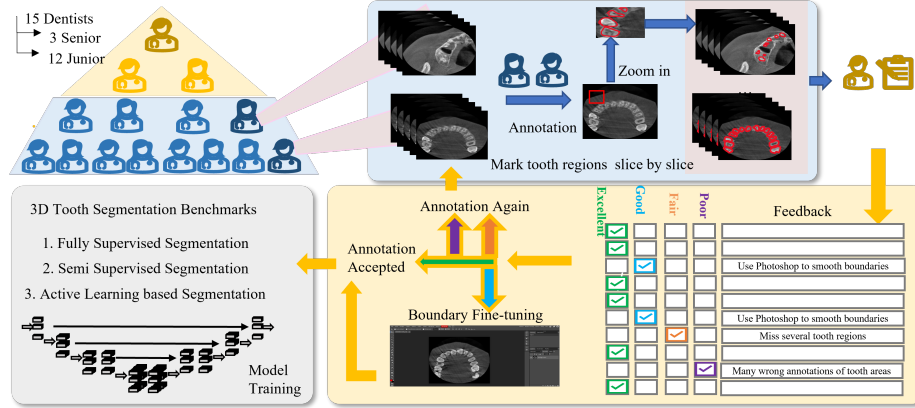 15 Dentists
3 Senior
12 Junior
Zoom in
...
Annotation
Mark tooth regions slice by slice
3D Tooth Segmentation Benchmarks
1. Fully Supervised Segmentation
2. Semi Supervised Segmentation
3. Active Learning based Segmentation
Model
Training
Annotation Again
Annotation
Accepted
Boundary Fine-tuning
Excellent
Good
Fair
Poor
Feedback
Use Photoshop to smooth boundaries
Use Photoshop to smooth boundaries
Miss several tooth regions
Many wrong annotations of tooth areas